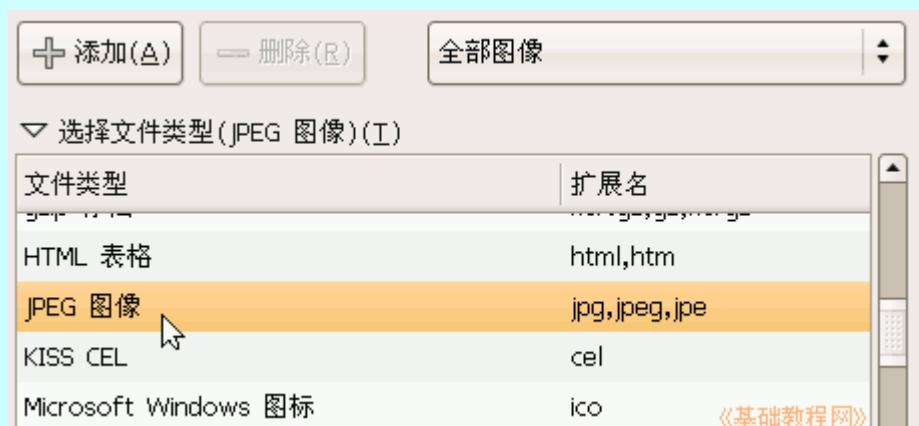 添加(A) 删除(R) 全部图像
选择文件类型(JPEG 图像)(T)
文件类型 扩展名
HTML 表格 html,htm
JPEG 图像 jpg,jpeg,jpe
KISS CEL cel
Microsoft Windows 图标 ico
《基础教程网》